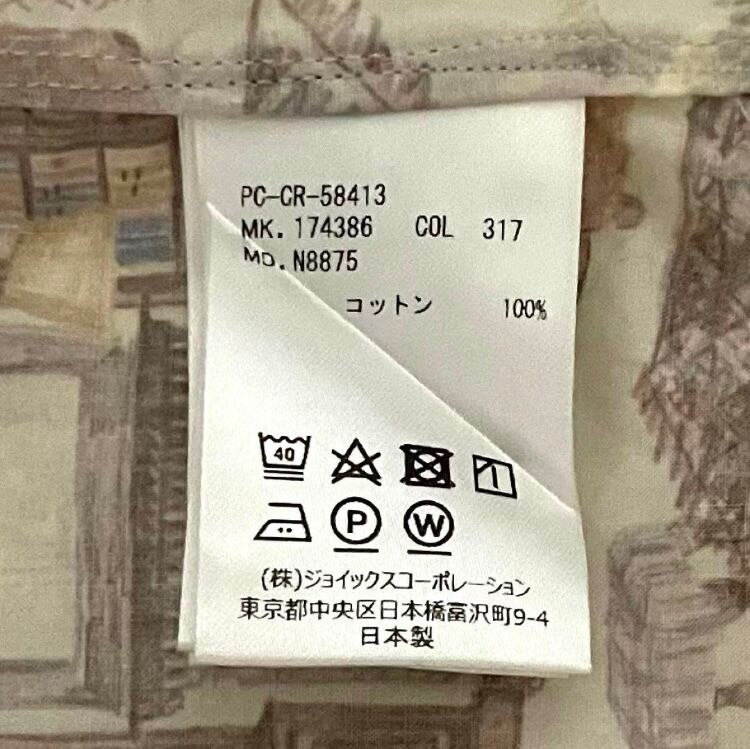 PC-CR-58413
MK. 174386 COL 317
MD. N8875
コットン 100%
40
P W
(株)ジョイックスコーポレーション
東京都中央区日本橋冨沢町9-4
日本製